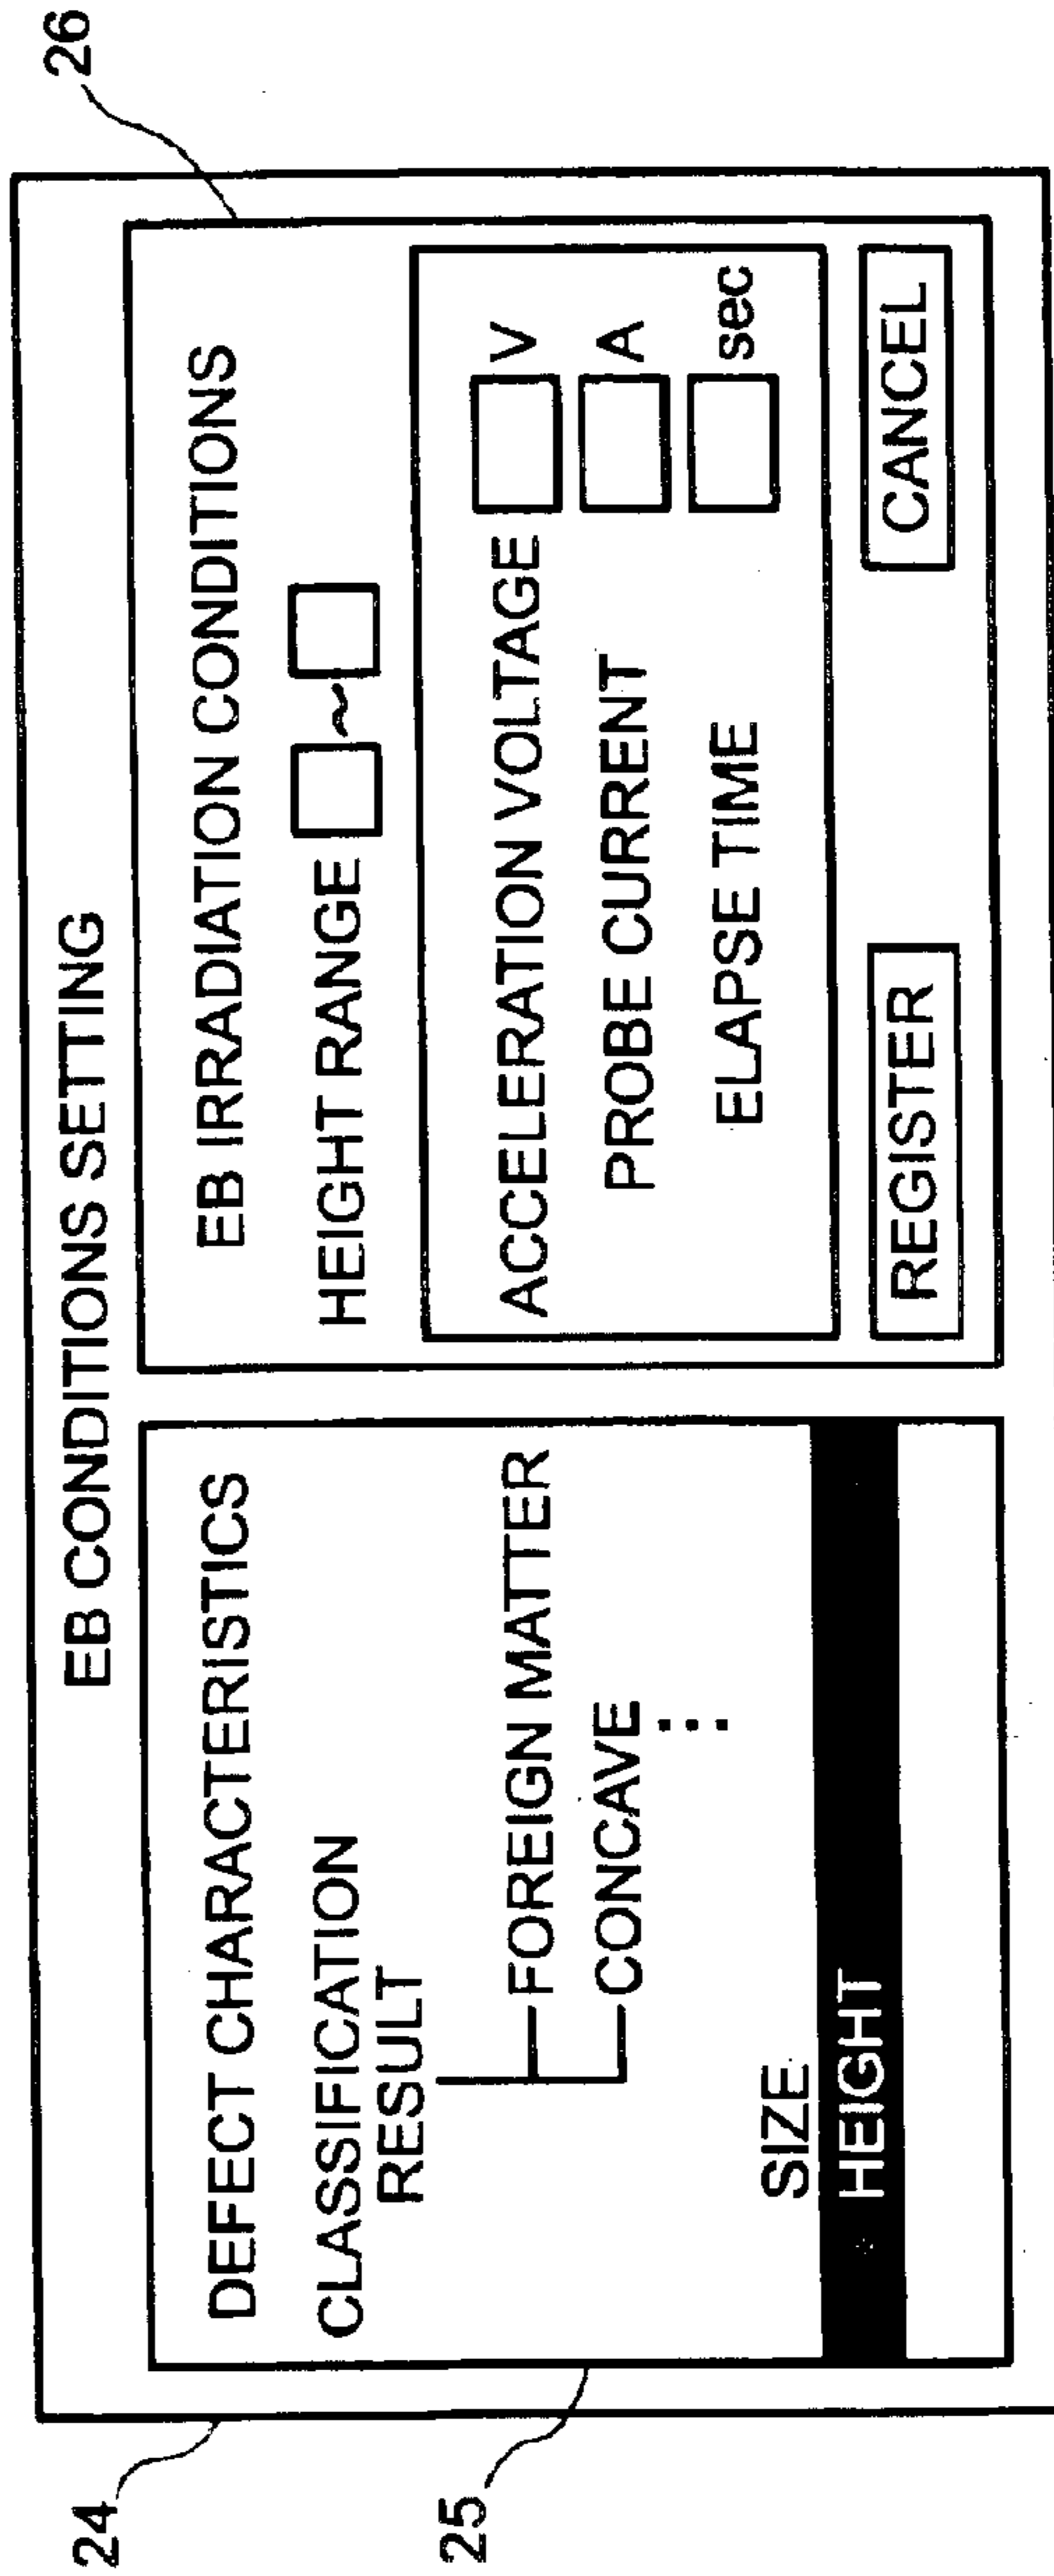 EB CONDITIONS SETTING
24
25
26
DEFECT CHARACTERISTICS
CLASSIFICATION
RESULT
FOREIGN MATTER
CONCAVE
⋮
SIZE
HEIGHT
EB IRRADIATION CONDITIONS
HEIGHT RANGE ~
ACCELERATION VOLTAGE V
PROBE CURRENT A
ELAPSE TIME sec
REGISTER
CANCEL